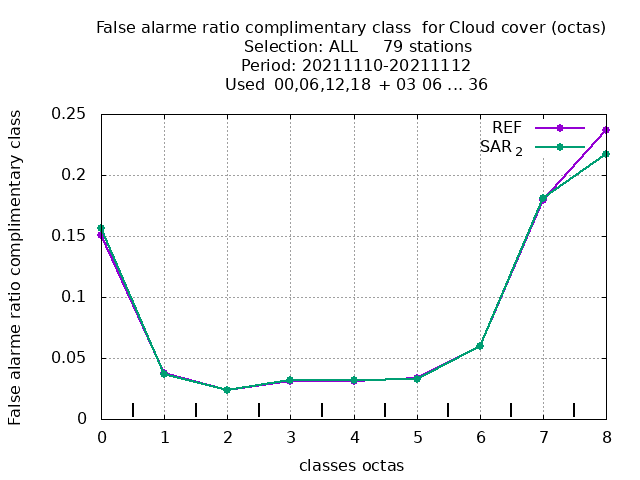 False alarme ratio complimentary class  for Cloud cover (octas)
Selection: ALL     79 stations
Period: 20211110-20211112
Used  00,06,12,18 + 03 06 ... 36
False alarme ratio complimentary class
0.25
0.2
0.15
0.1
0.05
0
REF
SAR 2
0 1 2 3 4 5 6 7 8
classes octas